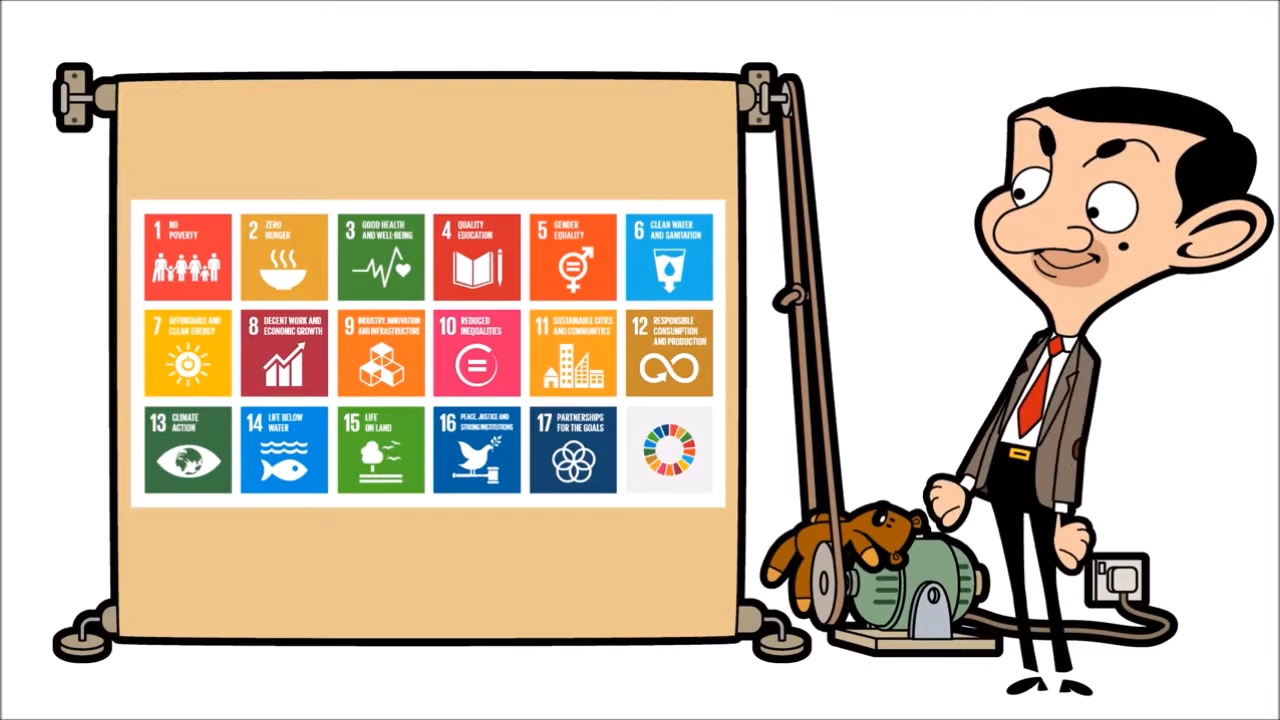 1 NO
POVERTY
2 ZERO
HUNGER
3 GOOD HEALTH
AND WELL-BEING
4 QUALITY
EDUCATION
5 GENDER
EQUALITY
6 CLEAN WATER
AND SANITATION
7 AFFORDABLE AND
CLEAN ENERGY
8 DECENT WORK AND
ECONOMIC GROWTH
9 INDUSTRY, INNOVATION
AND INFRASTRUCTURE
10 REDUCED
INEQUALITIES
11 SUSTAINABLE CITIES
AND COMMUNITIES
12 RESPONSIBLE
CONSUMPTION
AND PRODUCTION
13 CLIMATE
ACTION
14 LIFE BELOW
WATER
15 LIFE
ON LAND
16 PEACE, JUSTICE AND
STRONG INSTITUTIONS
17 PARTNERSHIPS
FOR THE GOALS